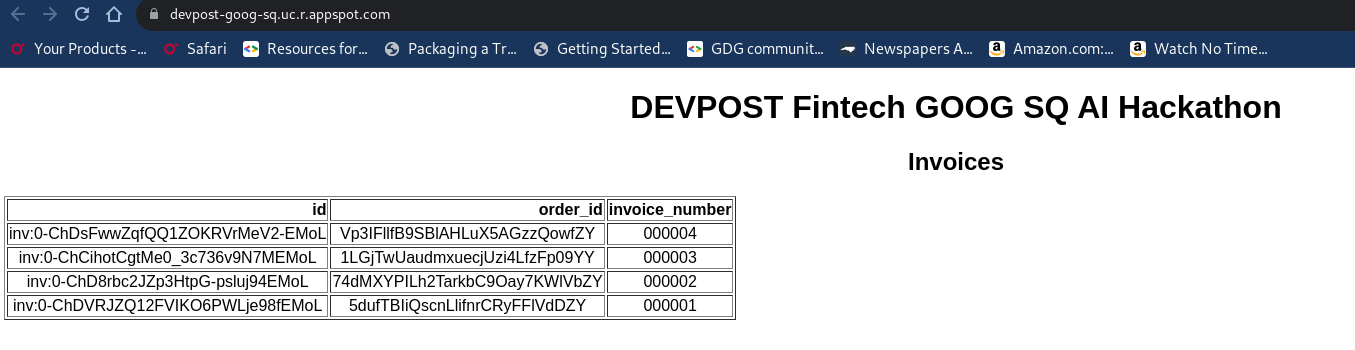 devpost-goog-sq.uc.r.appspot.com
Your Products -... Safari Resources for... Packaging a Tr... Getting Started... GDG communit... Newspapers A... Amazon.com:... Watch No Time...
DEVPOST Fintech GOOG SQ AI Hackathon
Invoices
id order_id invoice_number
inv:0-ChDsFwwZqfQQ1ZOKRVrMeV2-EMoL Vp3IFllfB9SBlAHLuX5AGzzQowfZY 000004
inv:0-ChCihotCgtMe0_3c736v9N7MEMoL 1LGjTwUaudmxuecjUzi4LfzFp09YY 000003
inv:0-ChD8rbc2JZp3HtpG-psluj94EMoL 74dMXYPILh2TarkbC9Oay7KWlVbZY 000002
inv:0-ChDVRJZQ12FVIKO6PWLje98fEMoL 5dufTBIiQscnLlifnrCRyFFlVdDZY 000001